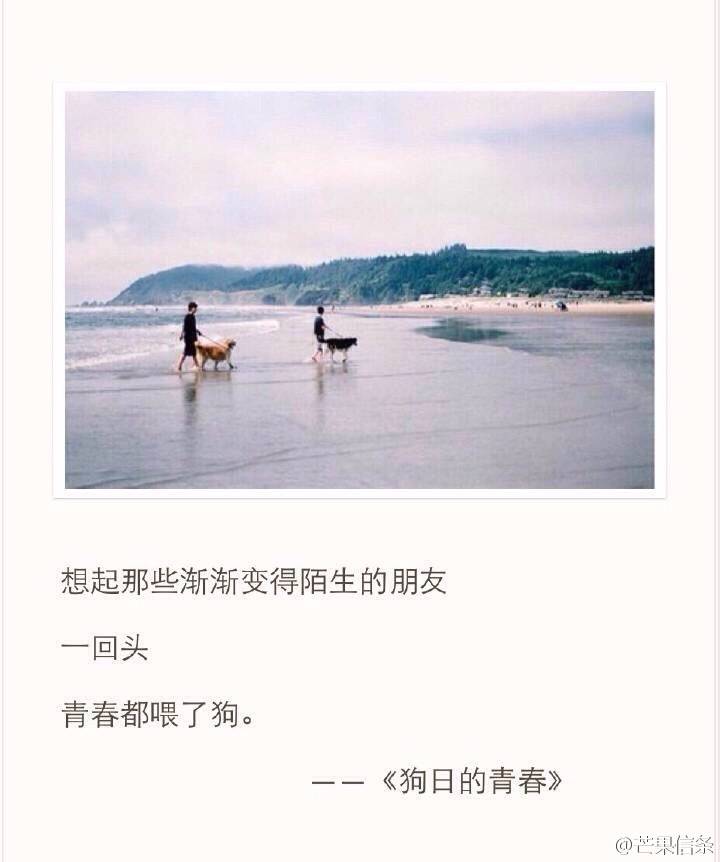 想起那些渐渐变得陌生的朋友
一回头
青春都喂了狗。
——《狗日的青春》
@芒果信条